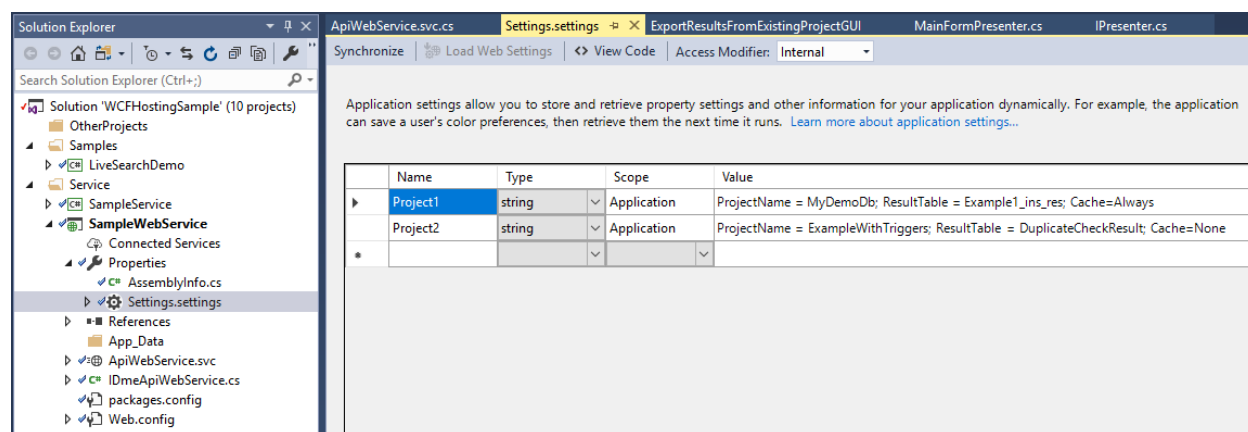 Solution Explorer
Search Solution Explorer (Ctrl+;)
Solution 'WCFHostingSample' (10 projects)
OtherProjects
Samples
C# LiveSearchDemo
Service
C# SampleService
SampleWebService
Connected Services
Properties
C# AssemblyInfo.cs
Settings.settings
References
App_Data
ApiWebService.svc
C# IDmeApiWebService.cs
packages.config
Web.config
ApiWebService.svc.cs Settings.settings ExportResultsFromExistingProjectGUI MainFormPresenter.cs IPresenter.cs
Synchronize Load Web Settings <> View Code Access Modifier: Internal
Application settings allow you to store and retrieve property settings and other information for your application dynamically. For example, the application
can save a user's color preferences, then retrieve them the next time it runs. Learn more about application settings...
Name Type Scope Value
Project1 string Application ProjectName = MyDemoDb; ResultTable = Example1_ins_res; Cache=Always
Project2 string Application ProjectName = ExampleWithTriggers; ResultTable = DuplicateCheckResult; Cache=None